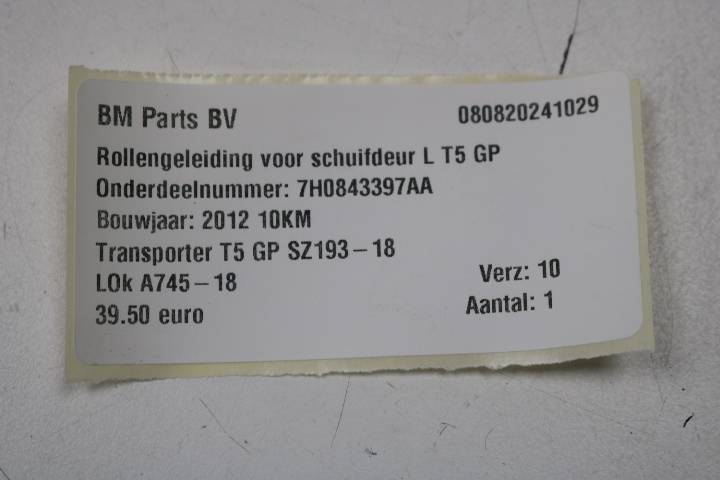 BM Parts BV 080820241029
Rollengeleiding voor schuifdeur L T5 GP
Onderdeelnummer: 7H0843397AA
Bouwjaar: 2012 10KM
Transporter T5 GP SZ193-18
LOk A745-18 Verz: 10
39.50 euro Aantal: 1